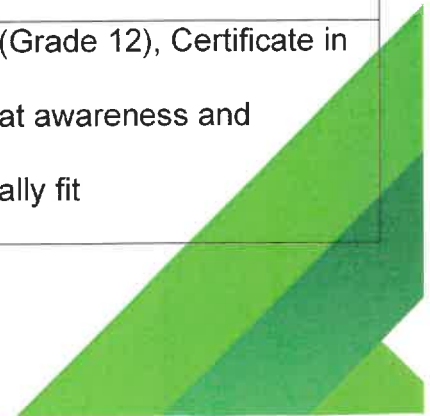 (Grade 12), Certificate in
at awareness and
ally fit